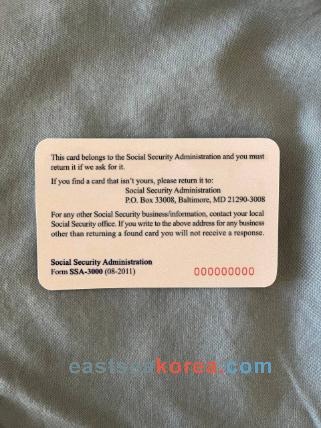 This card belongs to the Social Security Administration and you must
return it if we ask for it.
If you find a card that isn't yours, please return it to:
Social Security Administration
P.O. Box 33008, Baltimore, MD 21290-3008
For any other Social Security business/information, contact your local
Social Security office. If you write to the above address for any business
other than returning a found card you will not receive a response.
Social Security Administration
Form SSA-3000 (08-2011) 000000000
eastseakorea.com